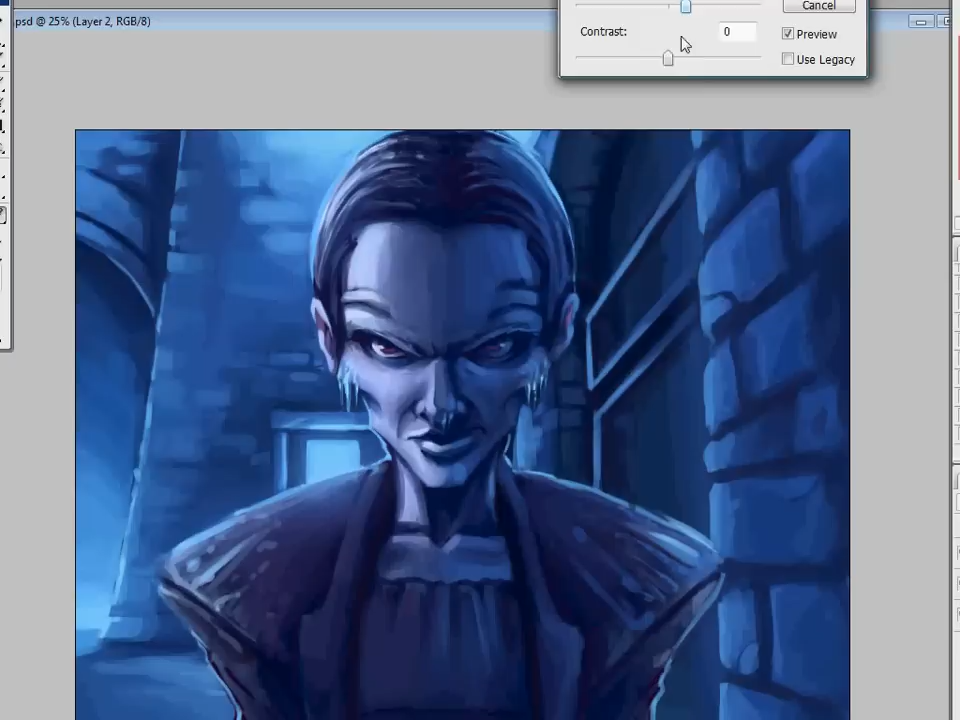 psd @ 25% (Layer 2, RGB/8)
Cancel
Contrast: 0
Preview
Use Legacy